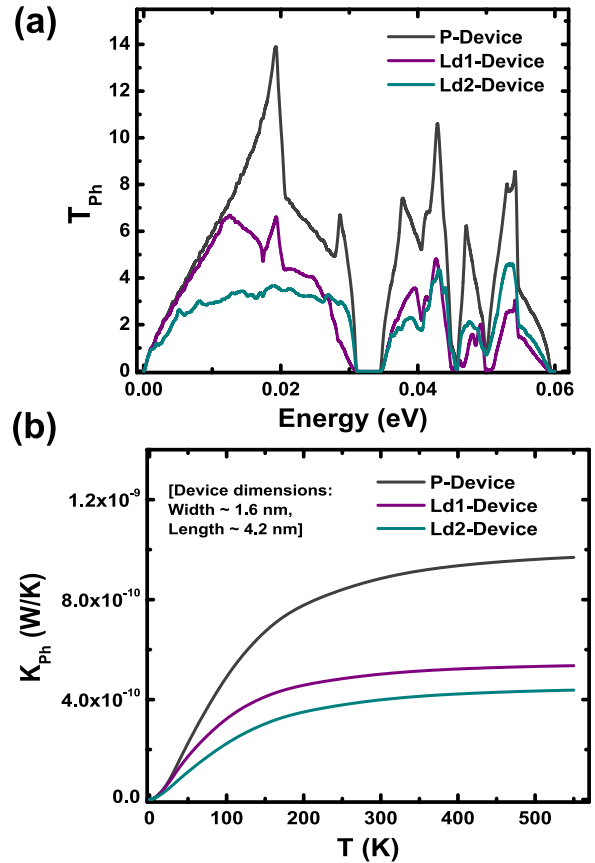 (a)
P-Device
Ld1-Device
Ld2-Device
T_Ph
14
12
10
8
6
4
2
0
0.00 0.02 0.04 0.06
Energy (eV)
(b)
[Device dimensions:
Width ~ 1.6 nm,
Length ~ 4.2 nm]
P-Device
Ld1-Device
Ld2-Device
K_Ph (W/K)
1.2x10^-9
8.0x10^-10
4.0x10^-10
0.0
0 100 200 300 400 500
T (K)